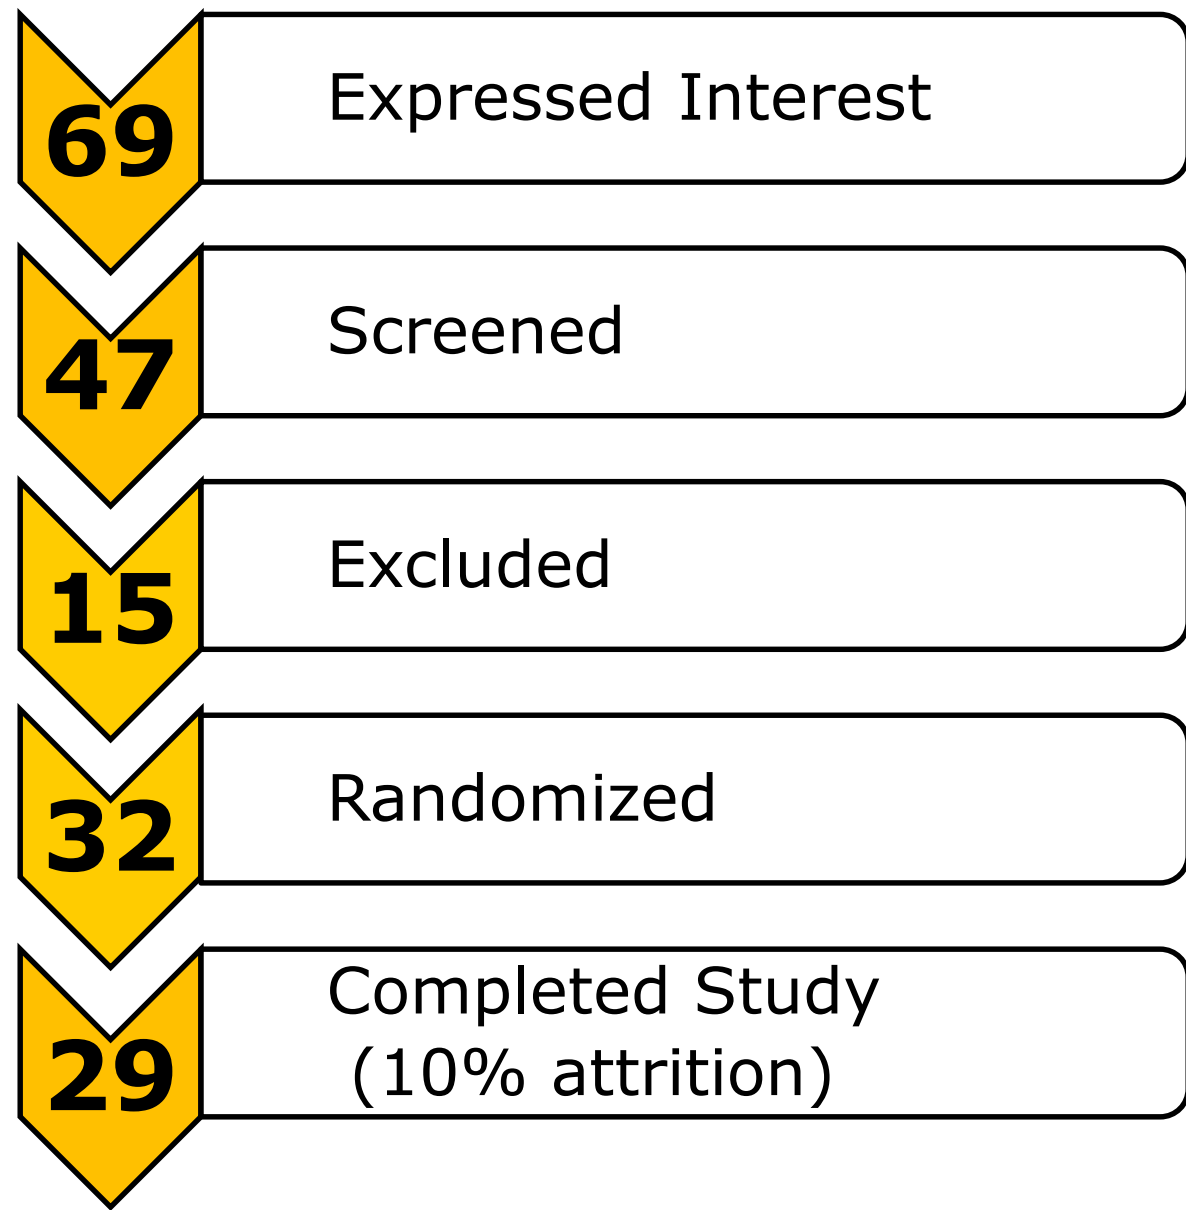 69 Expressed Interest
47 Screened
15 Excluded
32 Randomized
29 Completed Study
(10% attrition)